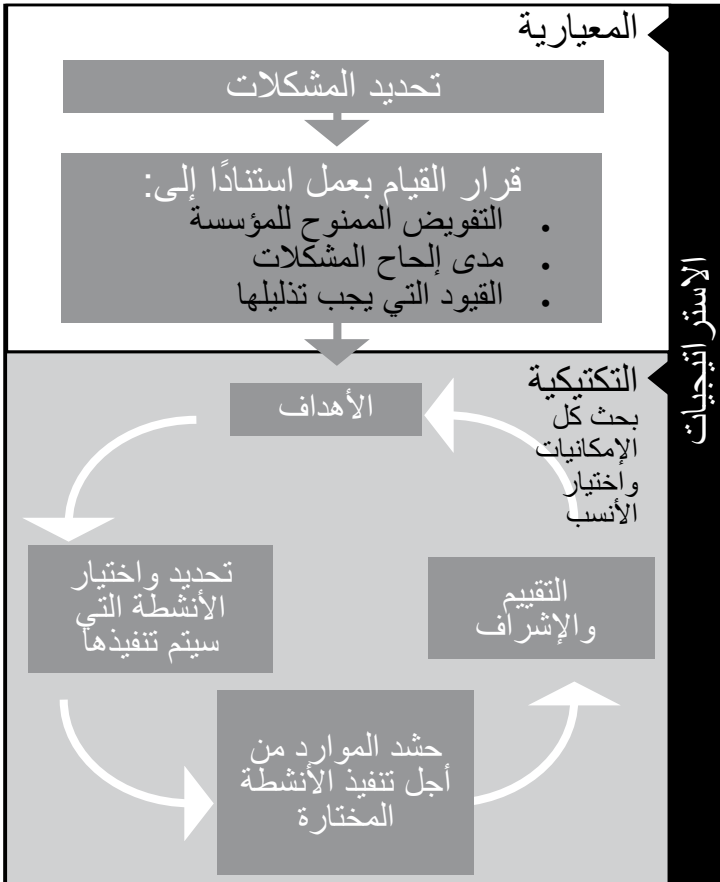 المعيارية
تحديد المشكلات
قرار القيام بعمل استنادًا إلى:
• التفويض الممنوح للمؤسسة
• مدى إلحاح المشكلات
• القيود التي يجب تذليلها
الاستراتيجيات
التكتيكية
بحث كل
الإمكانيات
واختيار
الأنسب
الأهداف
تحديد واختيار
الأنشطة التي
سيتم تنفيذها
حشد الموارد من
أجل تنفيذ الأنشطة
المختارة
التقييم
والإشراف